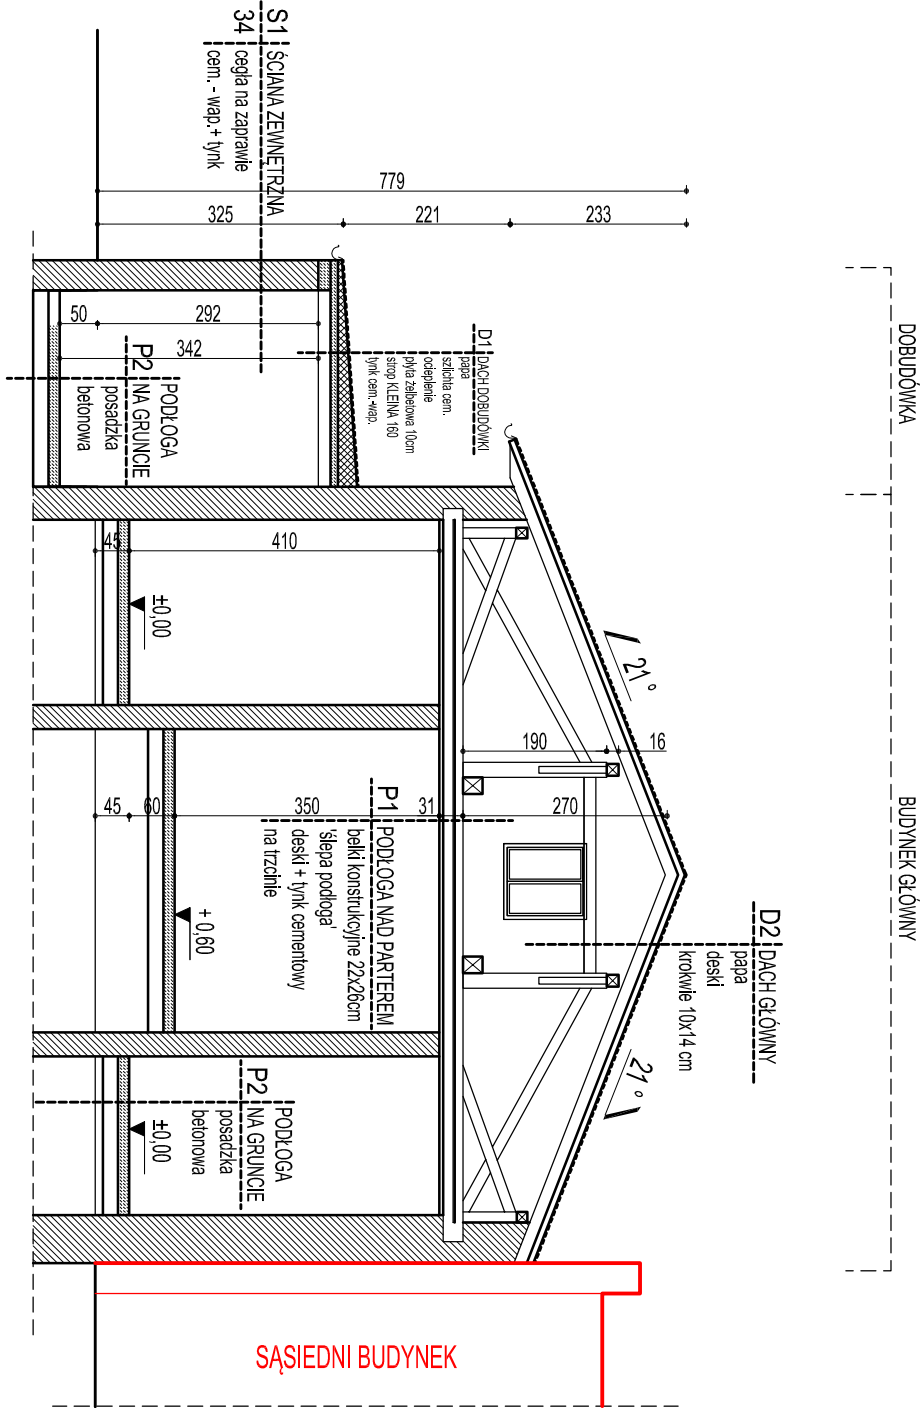 DOBUDÓWKA
BUDYNEK GŁÓWNY
S1 ŚCIANA ZEWNĘTRZNA
34 cegła na zaprawie
cem. - wap.+ tynk
779
325
221
233
D1 DACH DOBUDÓWKI
papa
szlichta cem.
ocieplenie
płyta żelbetowa 10cm
strop KLEINA 160
tynk cem.-wap.
50
292
342
P2 PODŁOGA
NA GRUNCIE
posadzka
betonowa
45
410
±0,00
21°
190
16
45
60
350
31
270
P1 PODŁOGA NAD PARTEREM
belki konstrukcyjne 22x26cm
'ślepa podłoga'
deski + tynk cementowy
na trzcinie
+ 0,60
D2 DACH GŁÓWNY
papa
deski
krokwie 10x14 cm
21°
P2 PODŁOGA
NA GRUNCIE
posadzka
betonowa
±0,00
SĄSIEDNI BUDYNEK